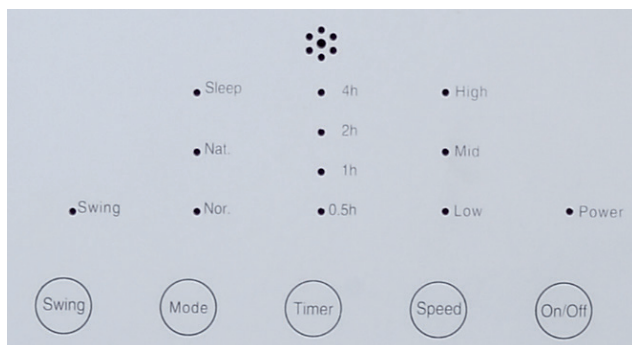 Sleep 4h High
2h
Nat. 1h Mid
Swing Nor. 0.5h Low Power
Swing Mode Timer Speed On/Off